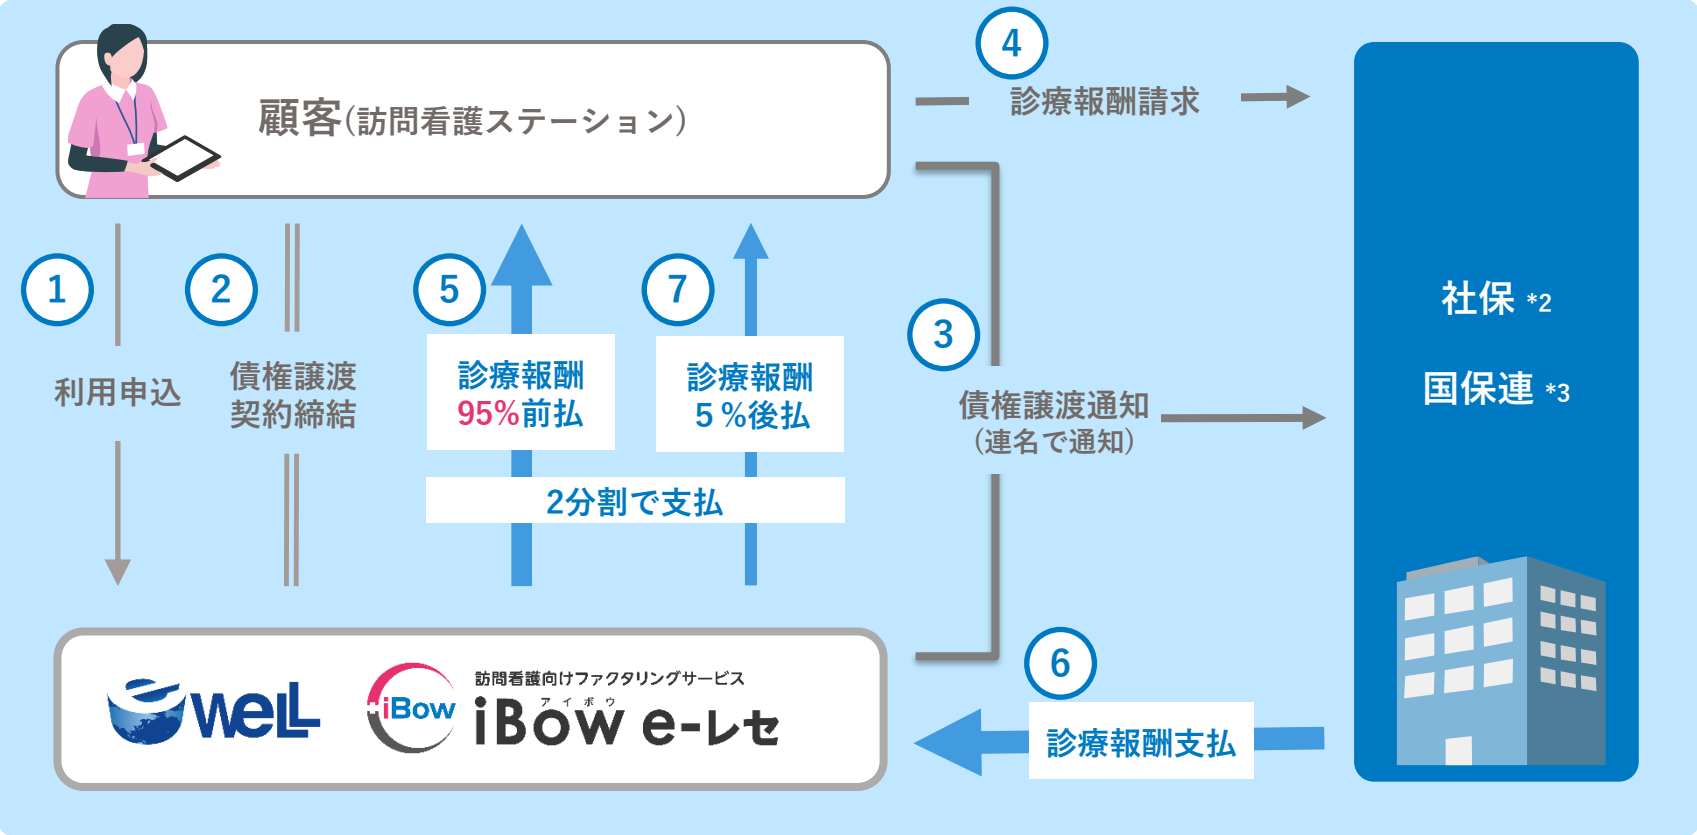 顧客(訪問看護ステーション)
4
診療報酬請求
1
利用申込
2
債権譲渡
契約締結
5
診療報酬
95%前払
7
診療報酬
5%後払
2分割で支払
3
債権譲渡通知
(連名で通知)
社保 *2
国保連 *3
6
診療報酬支払
eWeLL
iBow
訪問看護向けファクタリングサービス
アイボウ
iBow e-レセ